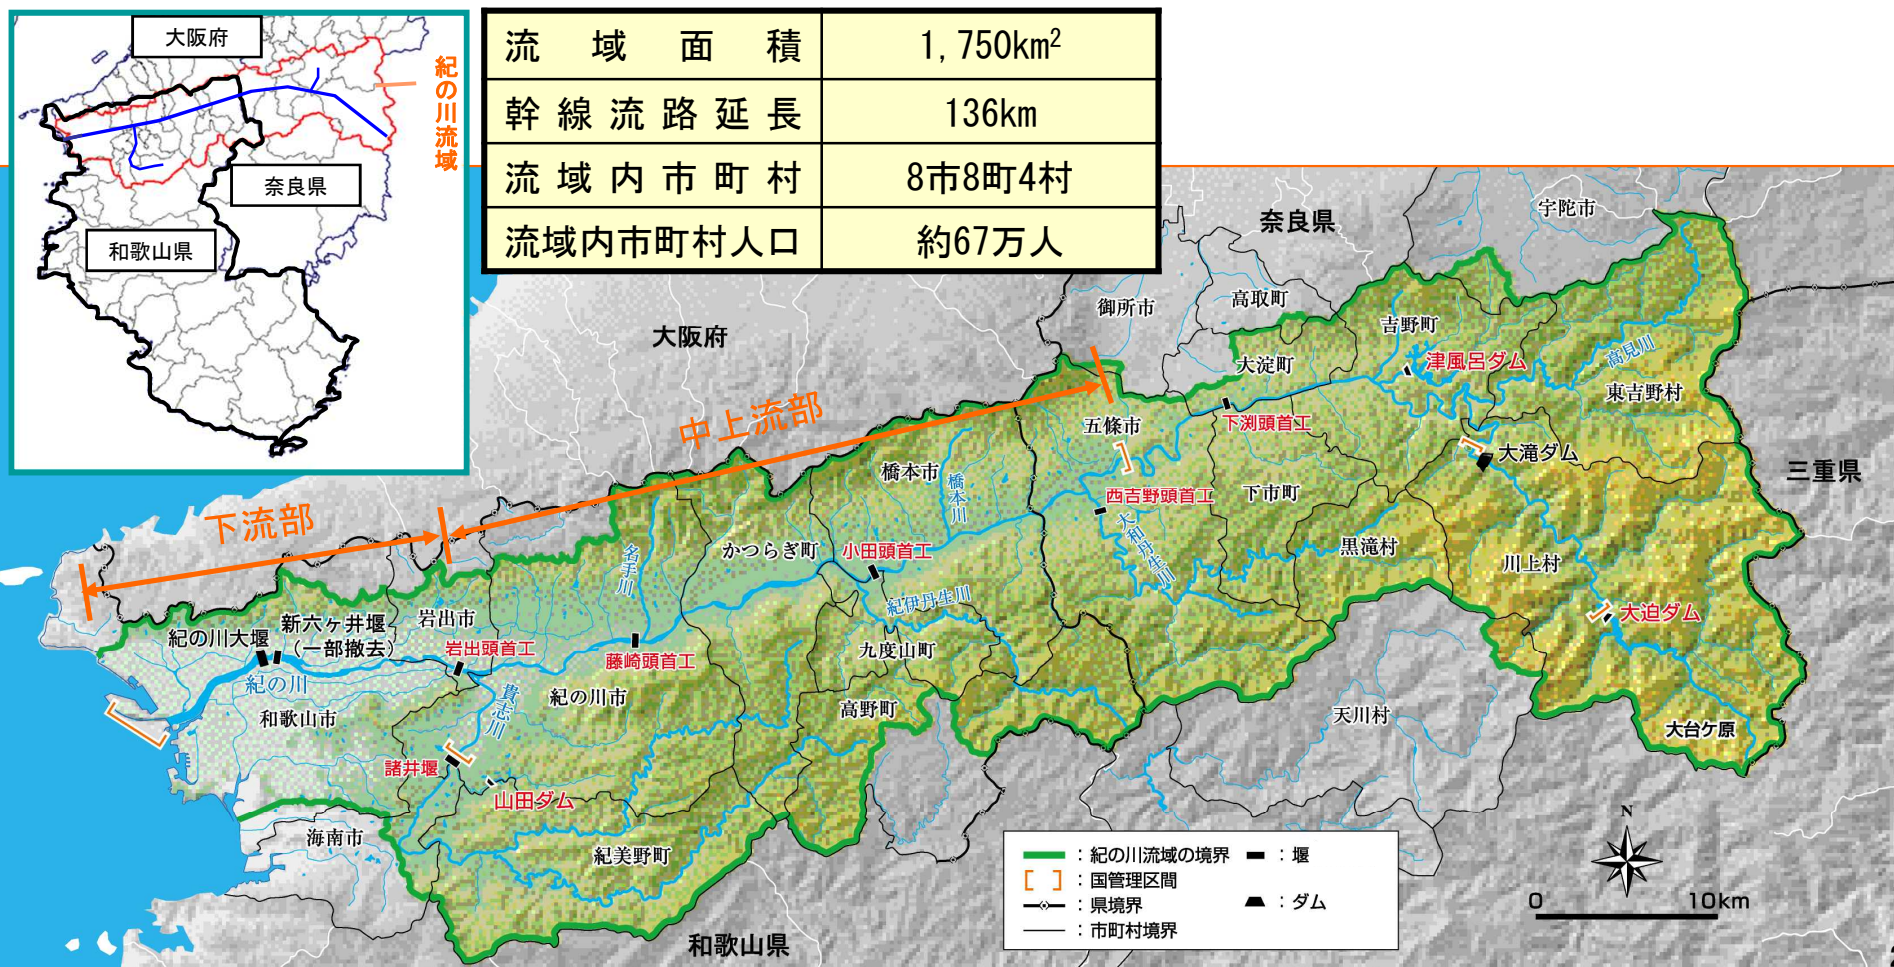 大阪府
奈良県
和歌山県
紀の川流域
流域面積 1,750km²
幹線流路延長 136km
流域内市町村 8市8町4村
流域内市町村人口 約67万人
奈良県
宇陀市
御所市
高取町
大阪府
吉野町
大淀町
津風呂ダム
高見川
東吉野村
中上流部
五條市
下渕頭首工
大滝ダム
三重県
橋本市
橋本川
西吉野頭首工
下市町
大和丹生川
下流部
名手川
かつらぎ町
小田頭首工
黒滝村
川上村
紀伊丹生川
大迫ダム
岩出市
新六ヶ井堰
(一部撤去)
紀の川大堰
岩出頭首工
藤崎頭首工
九度山町
紀の川
貴志川
紀の川市
和歌山市
高野町
天川村
大台ケ原
諸井堰
山田ダム
海南市
紀美野町
和歌山県
:紀の川流域の境界
:堰
:国管理区間
:県境界
:ダム
:市町村境界
N
0 10km